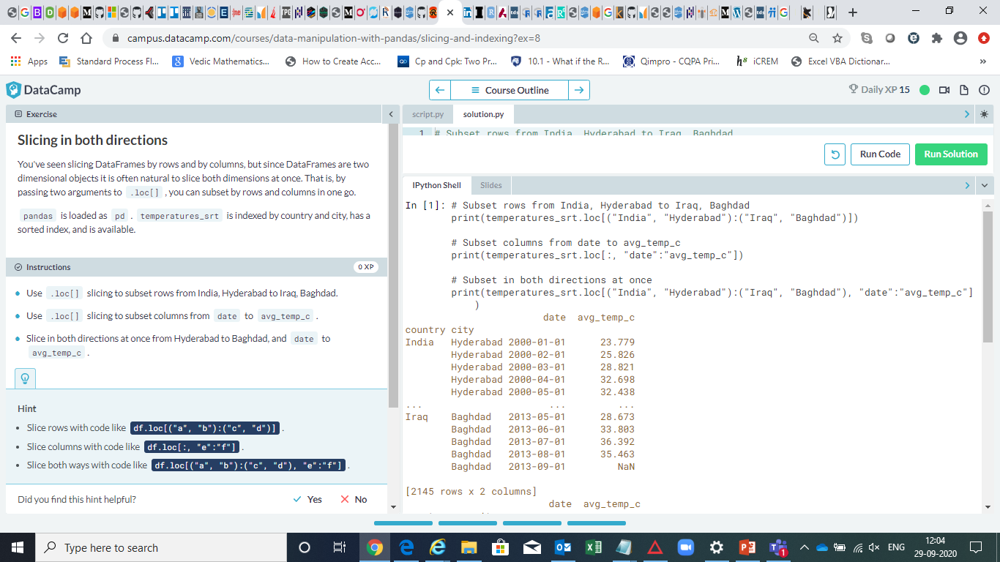 campus.datacamp.com/courses/data-manipulation-with-pandas/slicing-and-indexing?ex=8
Apps Standard Process Fl... Vedic Mathematics... How to Create Acc... Cp and Cpk: Two Pr... 10.1 - What if the R... Qimpro - CQPA Pri... iCREM Excel VBA Dictionar... »
DataCamp
Course Outline
Daily XP 15
Exercise
Slicing in both directions
You've seen slicing DataFrames by rows and by columns, but since DataFrames are two
dimensional objects it is often natural to slice both dimensions at once. That is, by
passing two arguments to .loc[] , you can subset by rows and columns in one go.
pandas is loaded as pd . temperatures_srt is indexed by country and city, has a
sorted index, and is available.
Instructions
0 XP
Use .loc[] slicing to subset rows from India, Hyderabad to Iraq, Baghdad.
Use .loc[] slicing to subset columns from date to avg_temp_c .
Slice in both directions at once from Hyderabad to Baghdad, and date to
avg_temp_c .
Hint
Slice rows with code like df.loc[("a", "b"):("c", "d")] .
Slice columns with code like df.loc[:, "e":"f"] .
Slice both ways with code like df.loc[("a", "b"):("c", "d"), "e":"f"] .
Did you find this hint helpful?
Yes
No
script.py
solution.py
1 # Subset rows from India, Hyderabad to Iraq, Baghdad
Run Code
Run Solution
IPython Shell
Slides
In [1]: # Subset rows from India, Hyderabad to Iraq, Baghdad
print(temperatures_srt.loc[("India", "Hyderabad"):("Iraq", "Baghdad")])
# Subset columns from date to avg_temp_c
print(temperatures_srt.loc[:, "date":"avg_temp_c"])
# Subset in both directions at once
print(temperatures_srt.loc[("India", "Hyderabad"):("Iraq", "Baghdad"), "date":"avg_temp_c"]
)
date avg_temp_c
country city
India Hyderabad 2000-01-01 23.779
Hyderabad 2000-02-01 25.826
Hyderabad 2000-03-01 28.821
Hyderabad 2000-04-01 32.698
Hyderabad 2000-05-01 32.438
... ... ...
Iraq Baghdad 2013-05-01 28.673
Baghdad 2013-06-01 33.803
Baghdad 2013-07-01 36.392
Baghdad 2013-08-01 35.463
Baghdad 2013-09-01 NaN
[2145 rows x 2 columns]
date avg_temp_c
Type here to search
ENG
12:04
29-09-2020